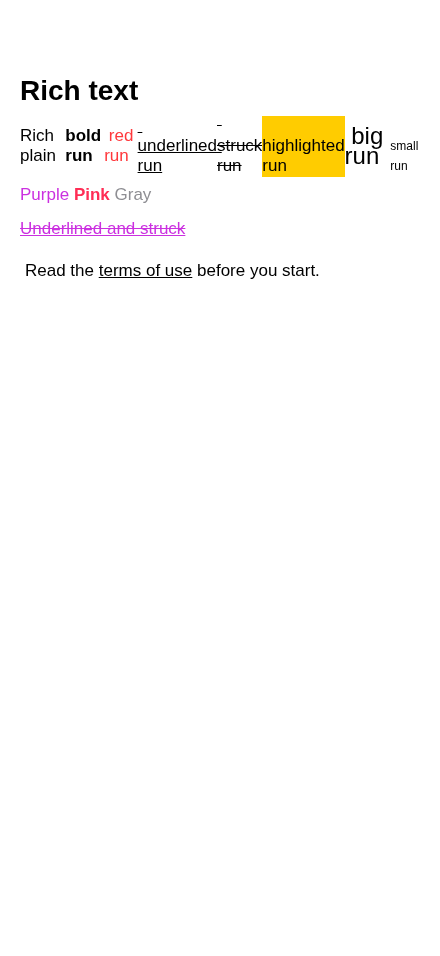 Rich text
Rich plain bold run red run underlined run struck run highlighted run big run small run
Purple Pink Gray
Underlined and struck
Read the terms of use before you start.